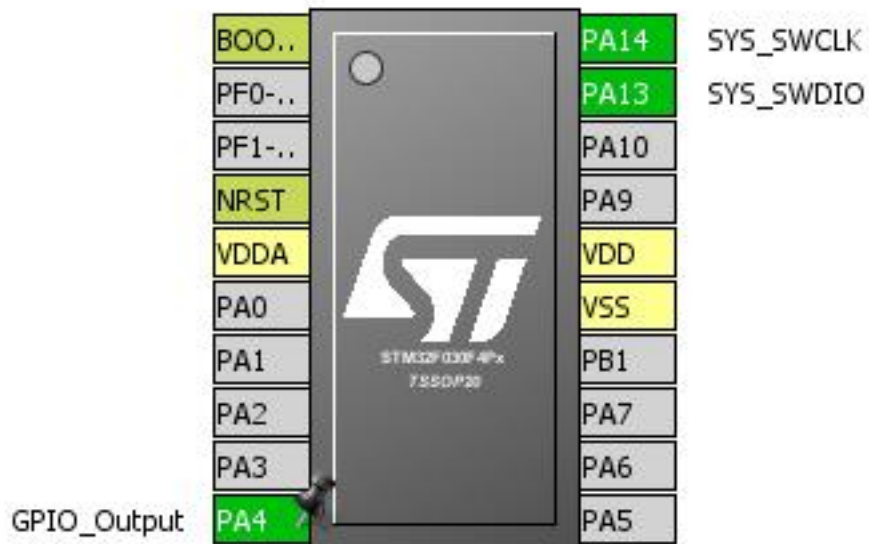 BOO.. PA14 SYS_SWCLK
PF0-.. PA13 SYS_SWDIO
PF1-.. PA10
NRST PA9
VDDA VDD
PA0 VSS
PA1 STM32F030F4Px PB1
TSSOP20
PA2 PA7
PA3 PA6
GPIO_Output PA4 PA5